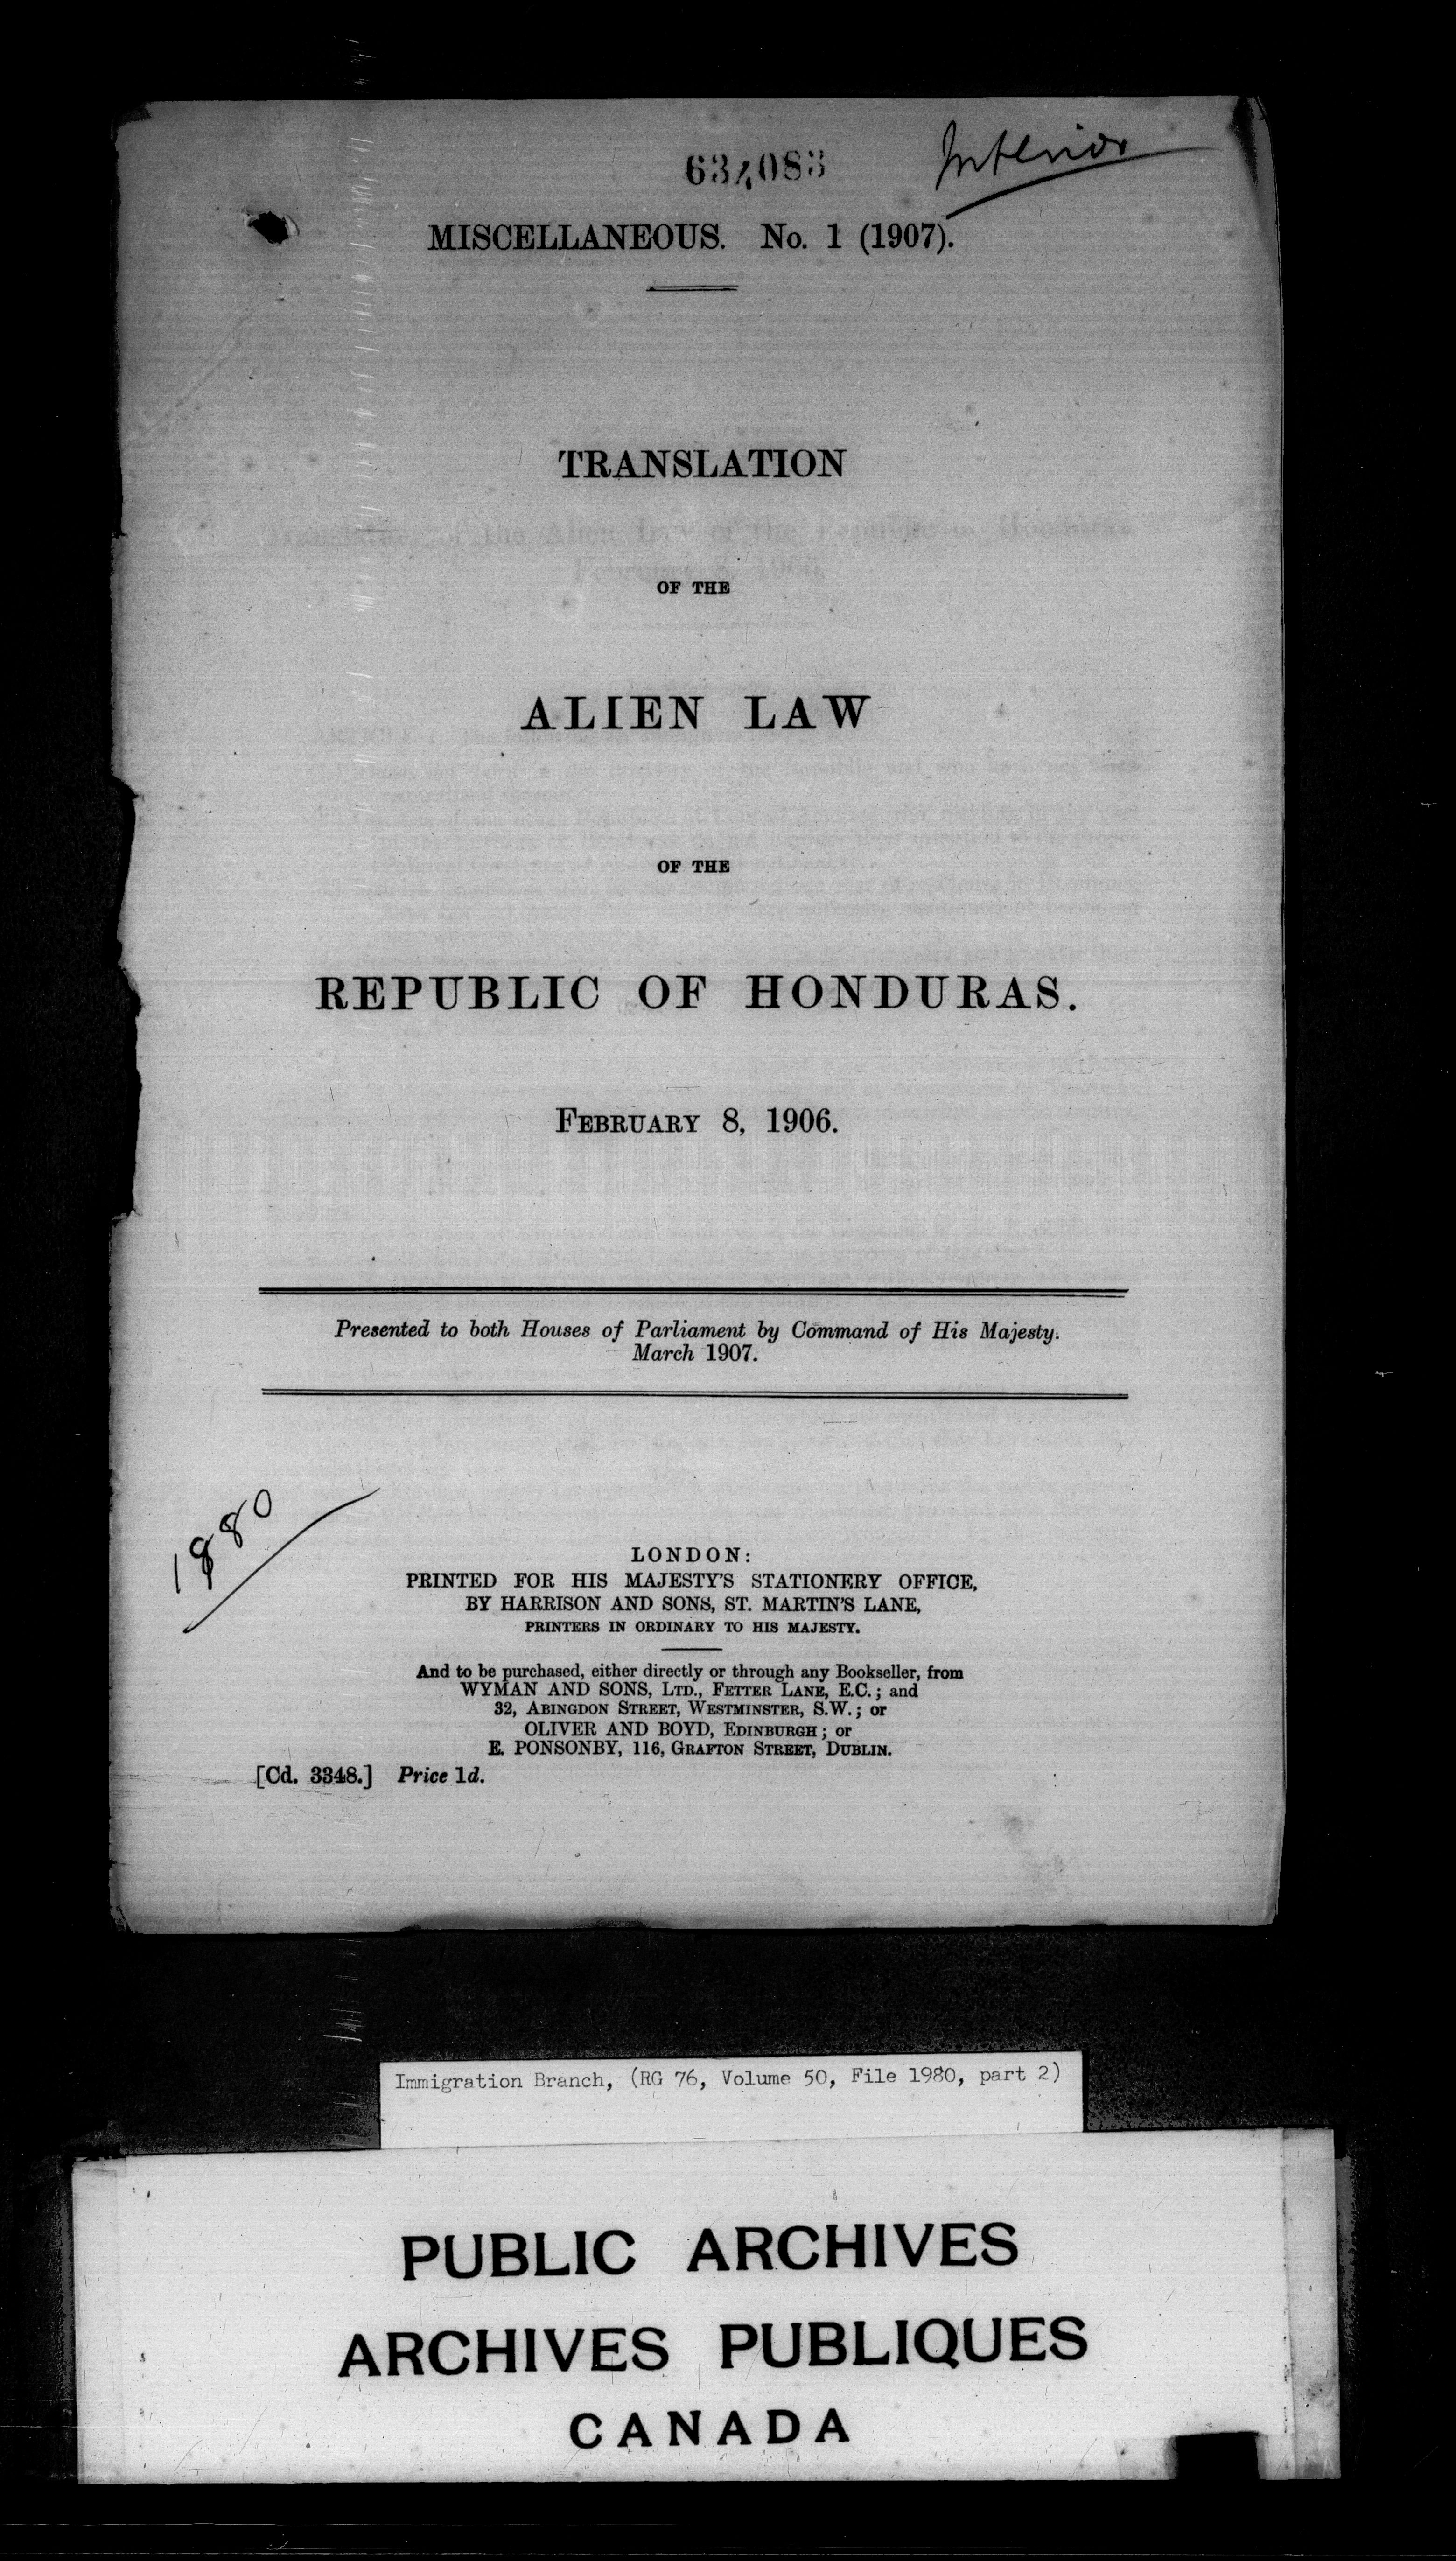 634083
Interior
MISCELLANEOUS. No. 1 (1907).
TRANSLATION
OF THE
ALIEN LAW
OF THE
REPUBLIC OF HONDURAS.
FEBRUARY 8, 1906.
Presented to both Houses of Parliament by Command of His Majesty.
March 1907.
1880
LONDON:
PRINTED FOR HIS MAJESTY'S STATIONERY OFFICE,
BY HARRISON AND SONS, ST. MARTIN'S LANE,
PRINTERS IN ORDINARY TO HIS MAJESTY.
And to be purchased, either directly or through any Bookseller, from
WYMAN AND SONS, LTD., FETTER LANE, E.C.; and
32, ABINGDON STREET, WESTMINSTER, S.W.; or
OLIVER AND BOYD, EDINBURGH; or
E. PONSONBY, 116, GRAFTON STREET, DUBLIN.
[Cd. 3348.] Price 1d.
Immigration Branch, (RG 76, Volume 50, File 1980, part 2)
PUBLIC ARCHIVES
ARCHIVES PUBLIQUES
CANADA